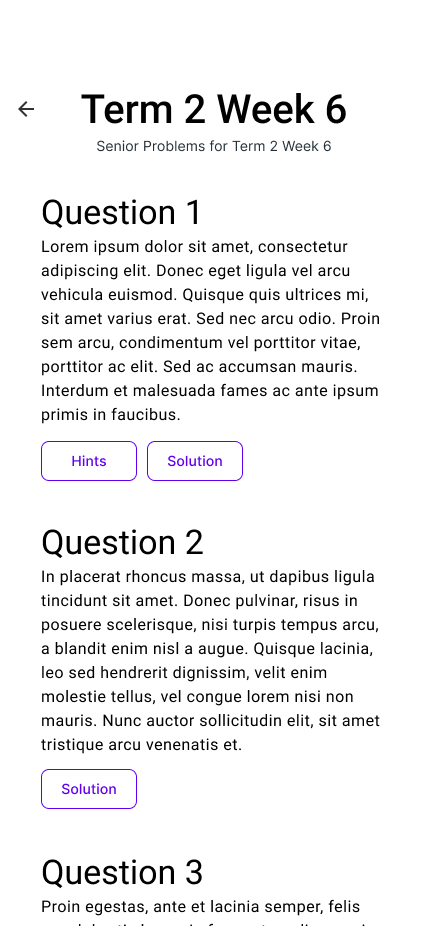 Term 2 Week 6
Senior Problems for Term 2 Week 6
Question 1
Lorem ipsum dolor sit amet, consectetur
adipiscing elit. Donec eget ligula vel arcu
vehicula euismod. Quisque quis ultrices mi,
sit amet varius erat. Sed nec arcu odio. Proin
sem arcu, condimentum vel porttitor vitae,
porttitor ac elit. Sed ac accumsan mauris.
Interdum et malesuada fames ac ante ipsum
primis in faucibus.
Hints Solution
Question 2
In placerat rhoncus massa, ut dapibus ligula
tincidunt sit amet. Donec pulvinar, risus in
posuere scelerisque, nisi turpis tempus arcu,
a blandit enim nisl a augue. Quisque lacinia,
leo sed hendrerit dignissim, velit enim
molestie tellus, vel congue lorem nisi non
mauris. Nunc auctor sollicitudin elit, sit amet
tristique arcu venenatis et.
Solution
Question 3
Proin egestas, ante et lacinia semper, felis